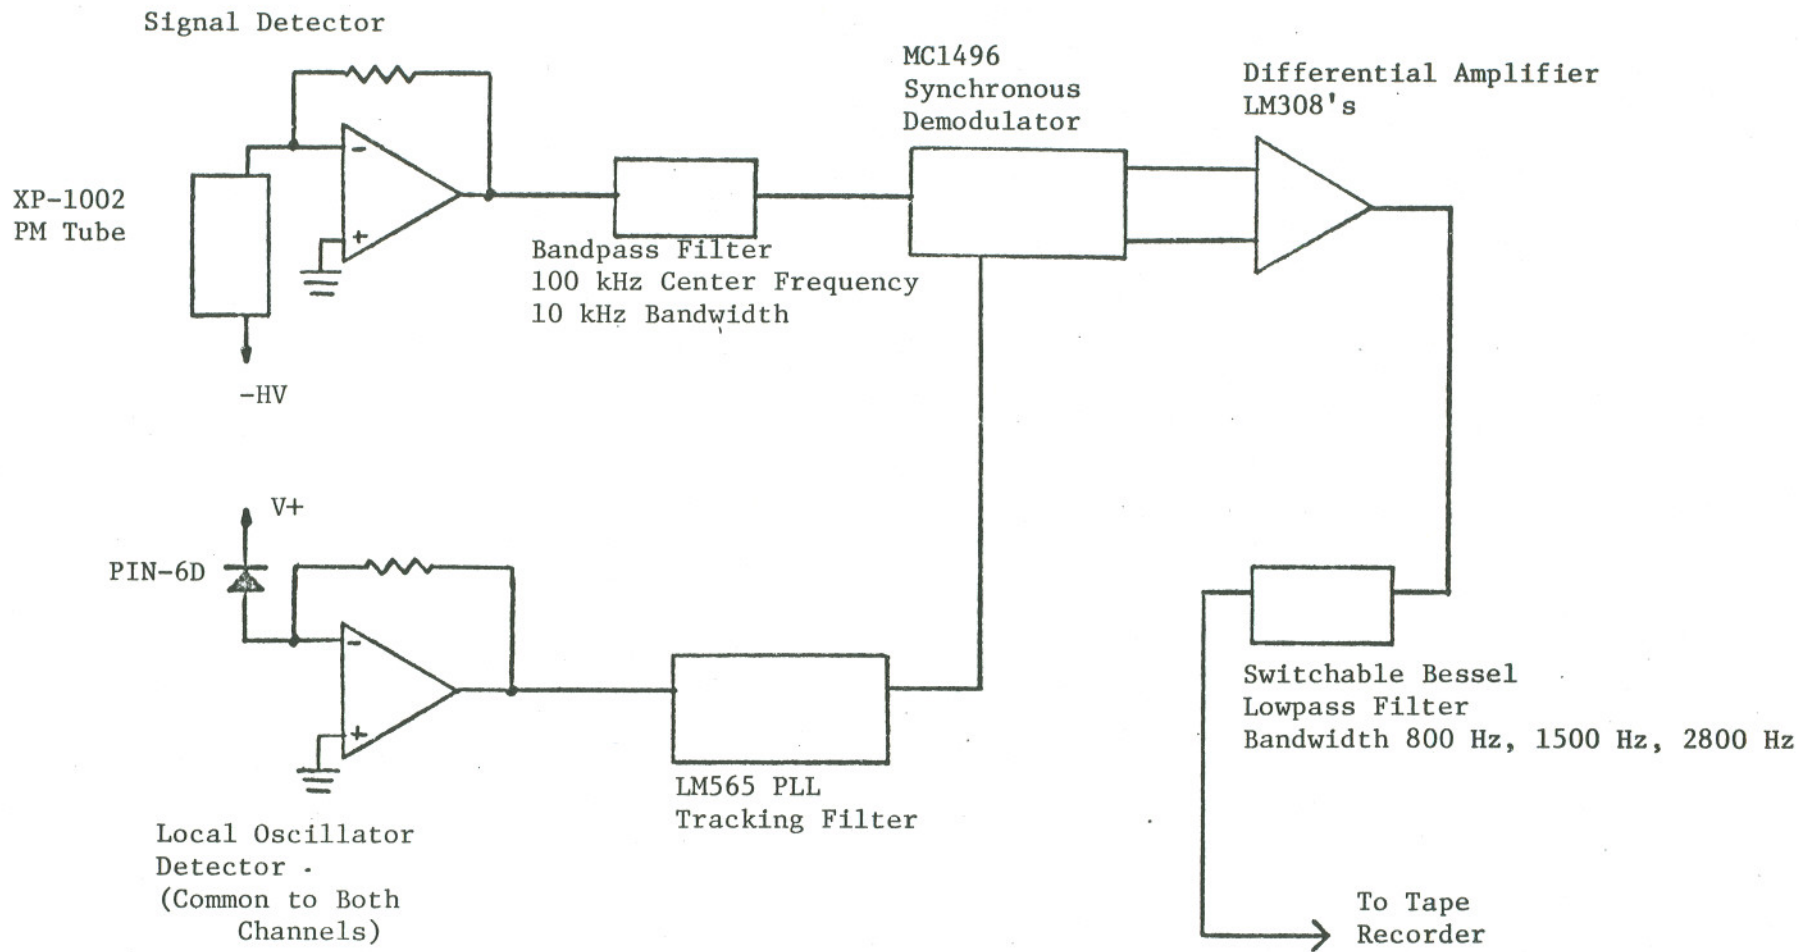 Signal Detector
XP-1002
PM Tube
-
+
-HV
Bandpass Filter
100 kHz Center Frequency
10 kHz Bandwidth
MC1496
Synchronous
Demodulator
Differential Amplifier
LM308's
V+
PIN-6D
-
+
Local Oscillator
Detector
(Common to Both
Channels)
LM565 PLL
Tracking Filter
Switchable Bessel
Lowpass Filter
Bandwidth 800 Hz, 1500 Hz, 2800 Hz
To Tape
Recorder